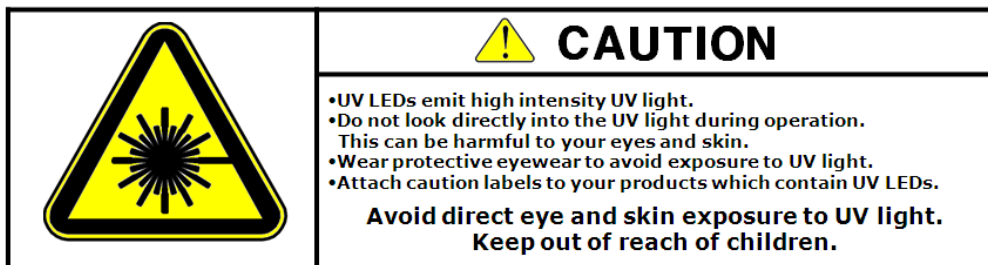 CAUTION
•UV LEDs emit high intensity UV light.
•Do not look directly into the UV light during operation.
This can be harmful to your eyes and skin.
•Wear protective eyewear to avoid exposure to UV light.
•Attach caution labels to your products which contain UV LEDs.
Avoid direct eye and skin exposure to UV light.
Keep out of reach of children.